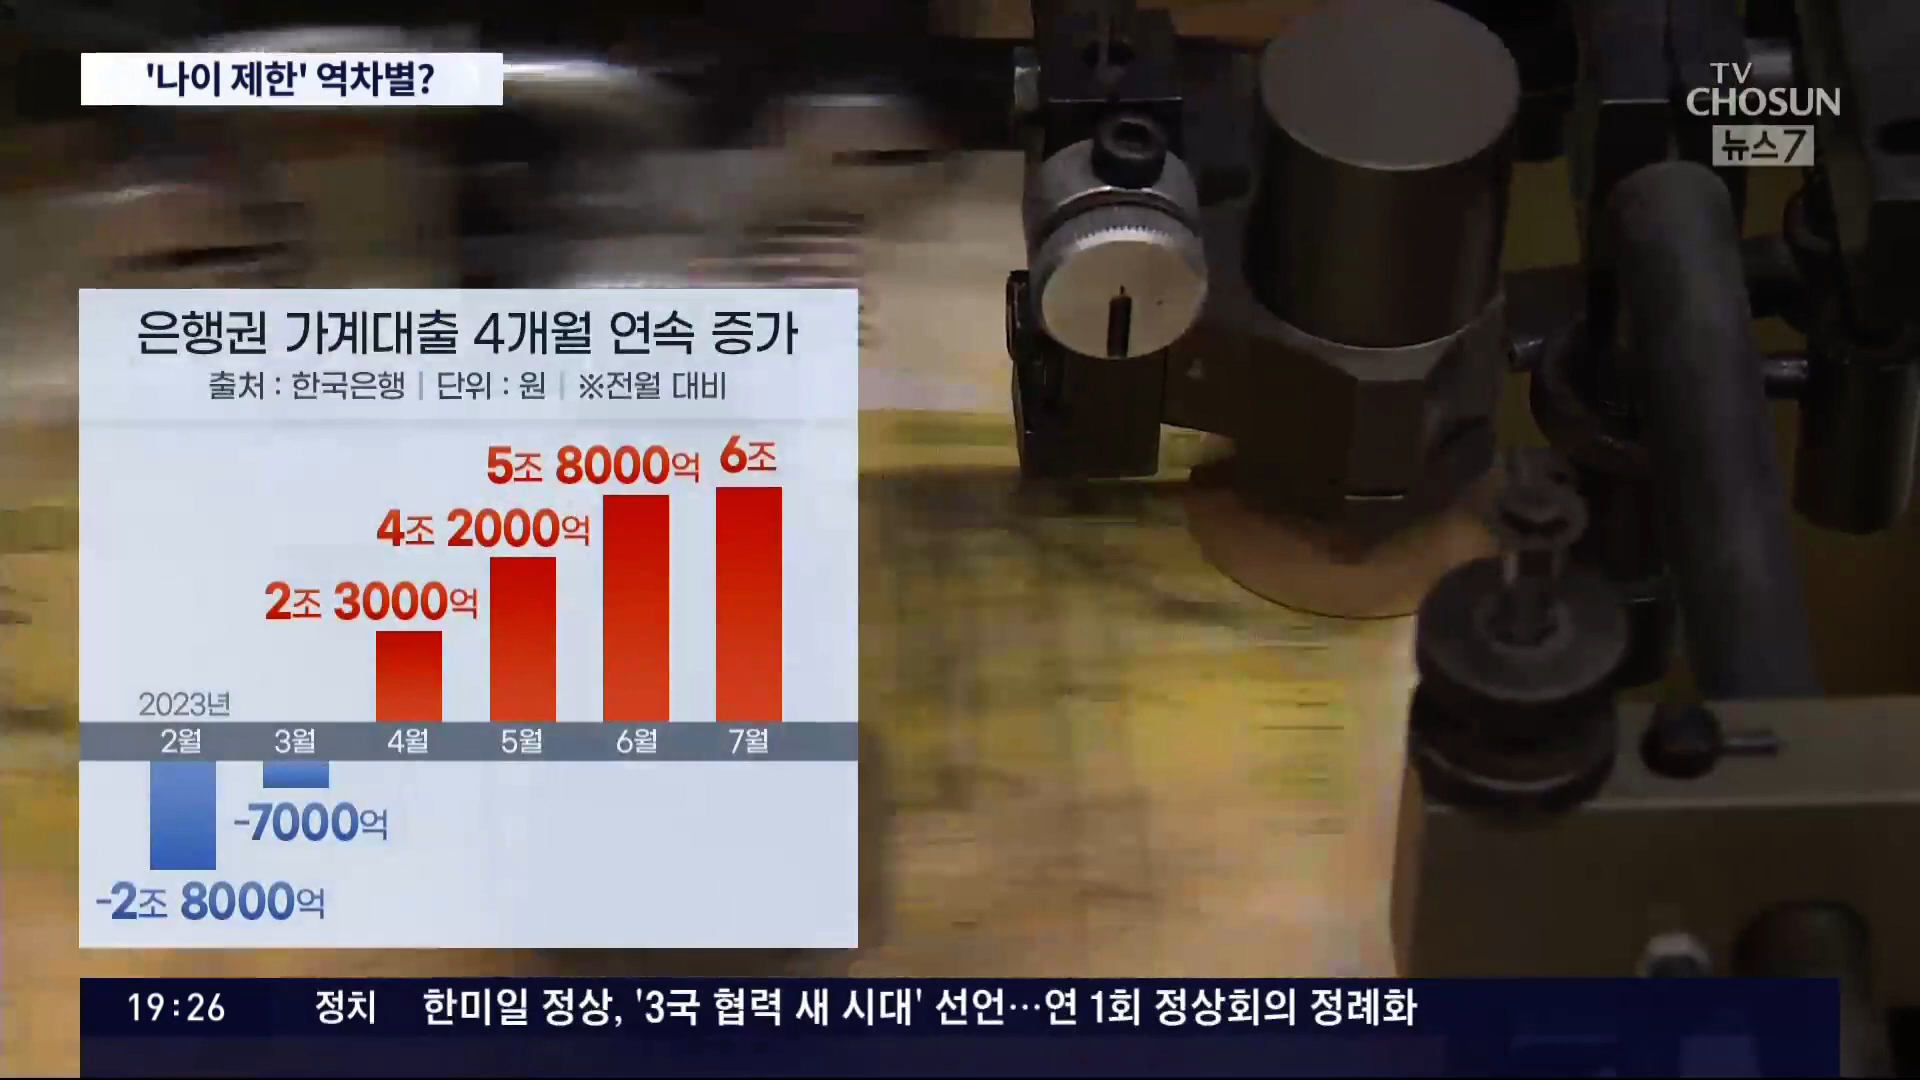 '나이 제한' 역차별?
TV
CHOSUN
뉴스7
은행권 가계대출 4개월 연속 증가
출처 : 한국은행 | 단위 : 원 | ※전월 대비
5조 8000억 6조
4조 2000억
2조 3000억
2023년
2월 3월 4월 5월 6월 7월
-7000억
-2조 8000억
19:26 정치 한미일 정상, '3국 협력 새 시대' 선언…연 1회 정상회의 정례화